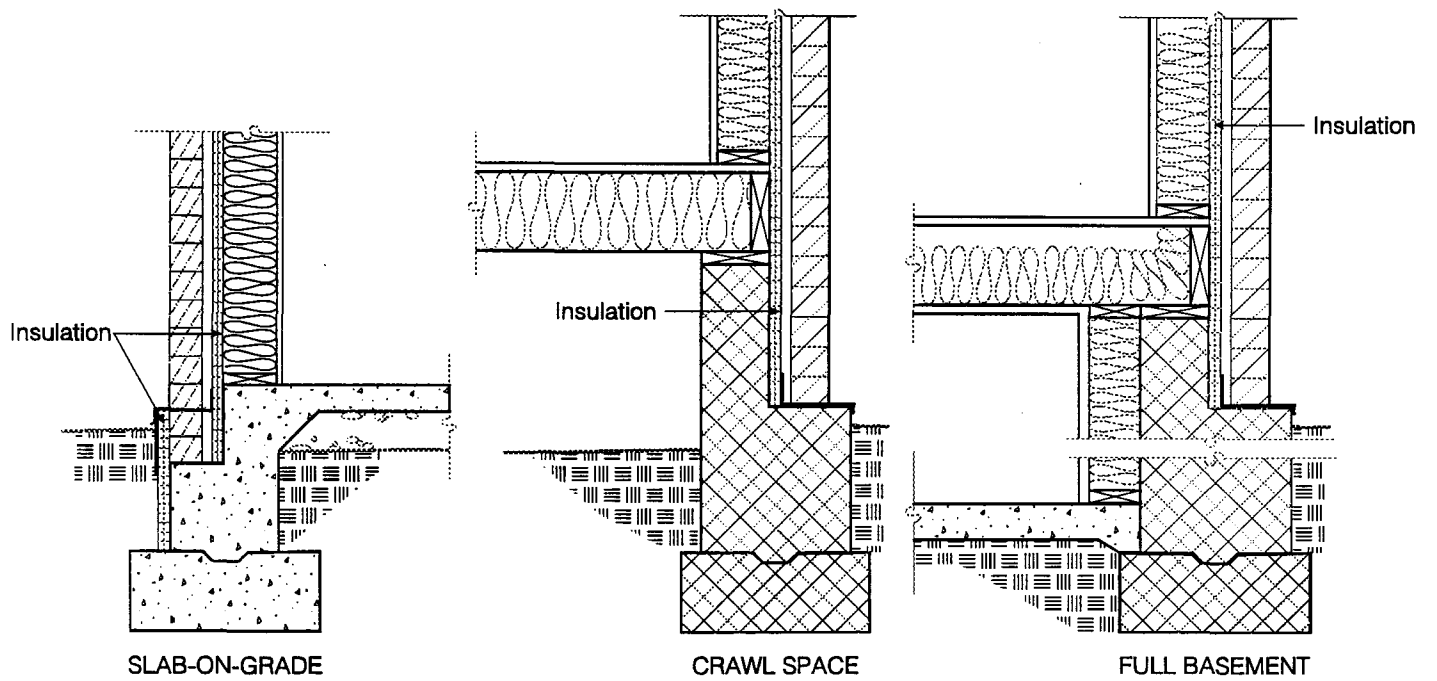 Insulation
Insulation
Insulation
SLAB-ON-GRADE
CRAWL SPACE
FULL BASEMENT